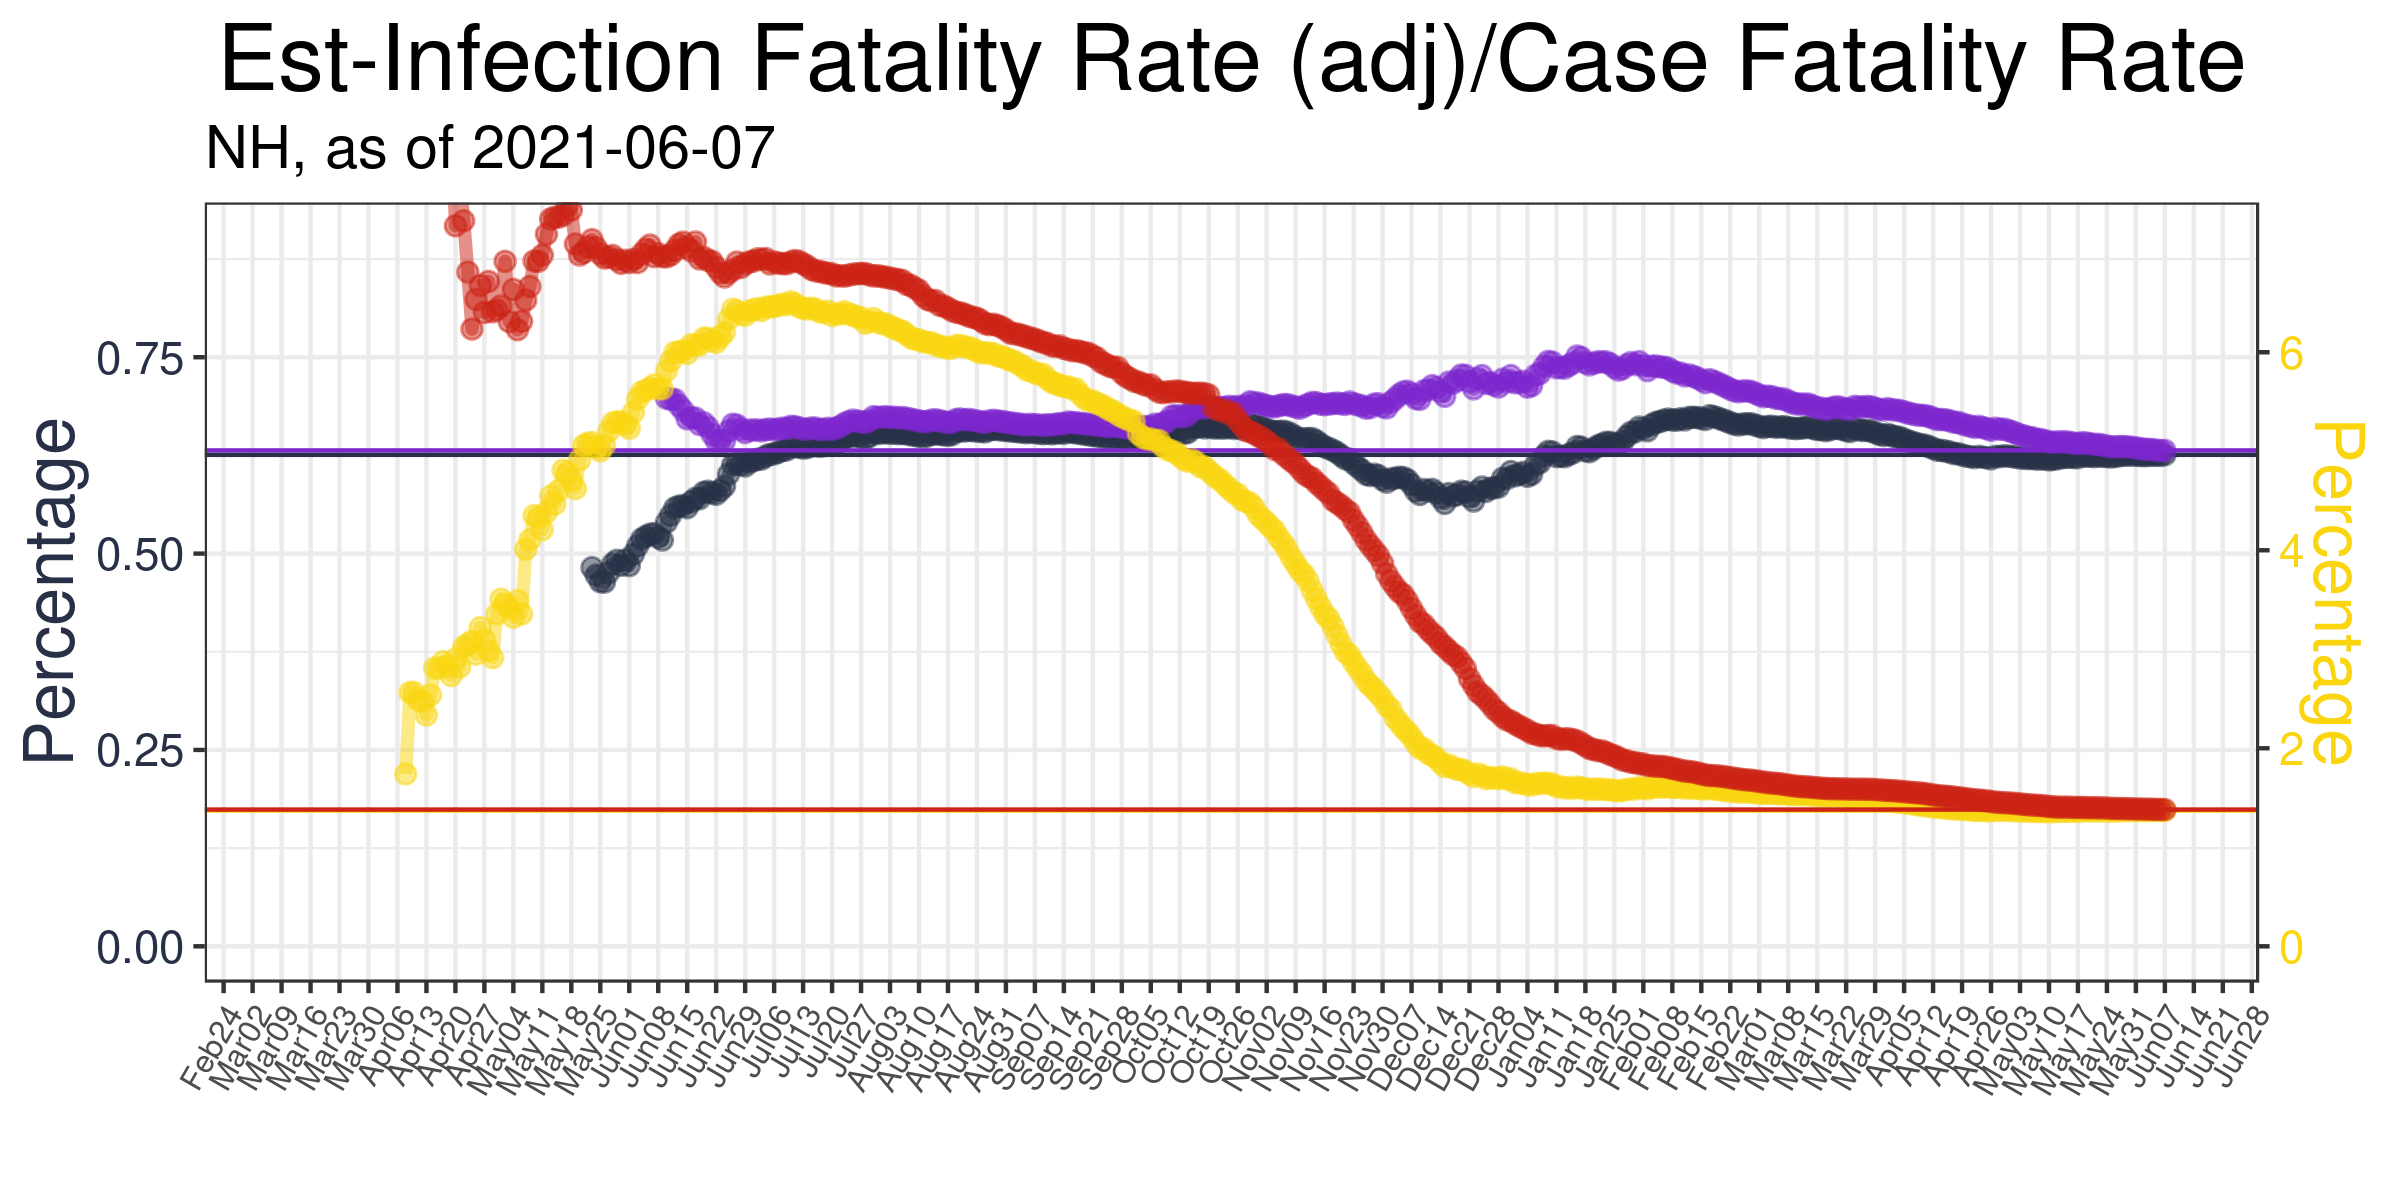 Est-Infection Fatality Rate (adj)/Case Fatality Rate
NH, as of 2021-06-07
Percentage
0.75
0.50
0.25
0.00
6
4
2
0
Percentage
Feb24
Mar02
Mar09
Mar16
Mar23
Mar30
Apr06
Apr13
Apr20
Apr27
May04
May11
May18
May25
Jun01
Jun08
Jun15
Jun22
Jun29
Jul06
Jul13
Jul20
Jul27
Aug03
Aug10
Aug17
Aug24
Aug31
Sep07
Sep14
Sep21
Sep28
Oct05
Oct12
Oct19
Oct26
Nov02
Nov09
Nov16
Nov23
Nov30
Dec07
Dec14
Dec21
Dec28
Jan04
Jan11
Jan18
Jan25
Feb01
Feb08
Feb15
Feb22
Mar01
Mar08
Mar15
Mar22
Mar29
Apr05
Apr12
Apr19
Apr26
May03
May10
May17
May24
May31
Jun07
Jun14
Jun21
Jun28